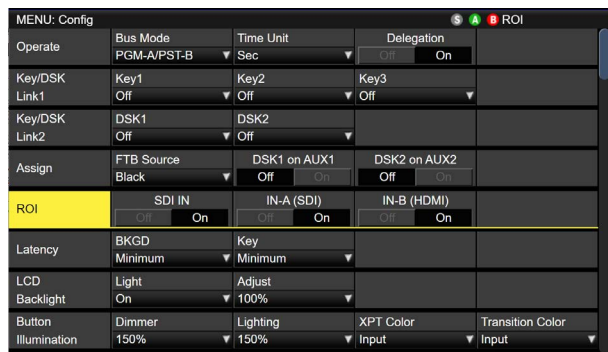 MENU: Config S A B ROI
Operate
Bus Mode Time Unit Delegation
PGM-A/PST-B Sec Off On
Key/DSK
Link1
Key1 Key2 Key3
Off Off Off
Key/DSK
Link2
DSK1 DSK2
Off Off
Assign
FTB Source DSK1 on AUX1 DSK2 on AUX2
Black Off On Off On
ROI
SDI IN IN-A (SDI) IN-B (HDMI)
Off On Off On Off On
Latency
BKGD Key
Minimum Minimum
LCD
Backlight
Light Adjust
On 100%
Button
Illumination
Dimmer Lighting XPT Color Transition Color
150% 150% Input Input